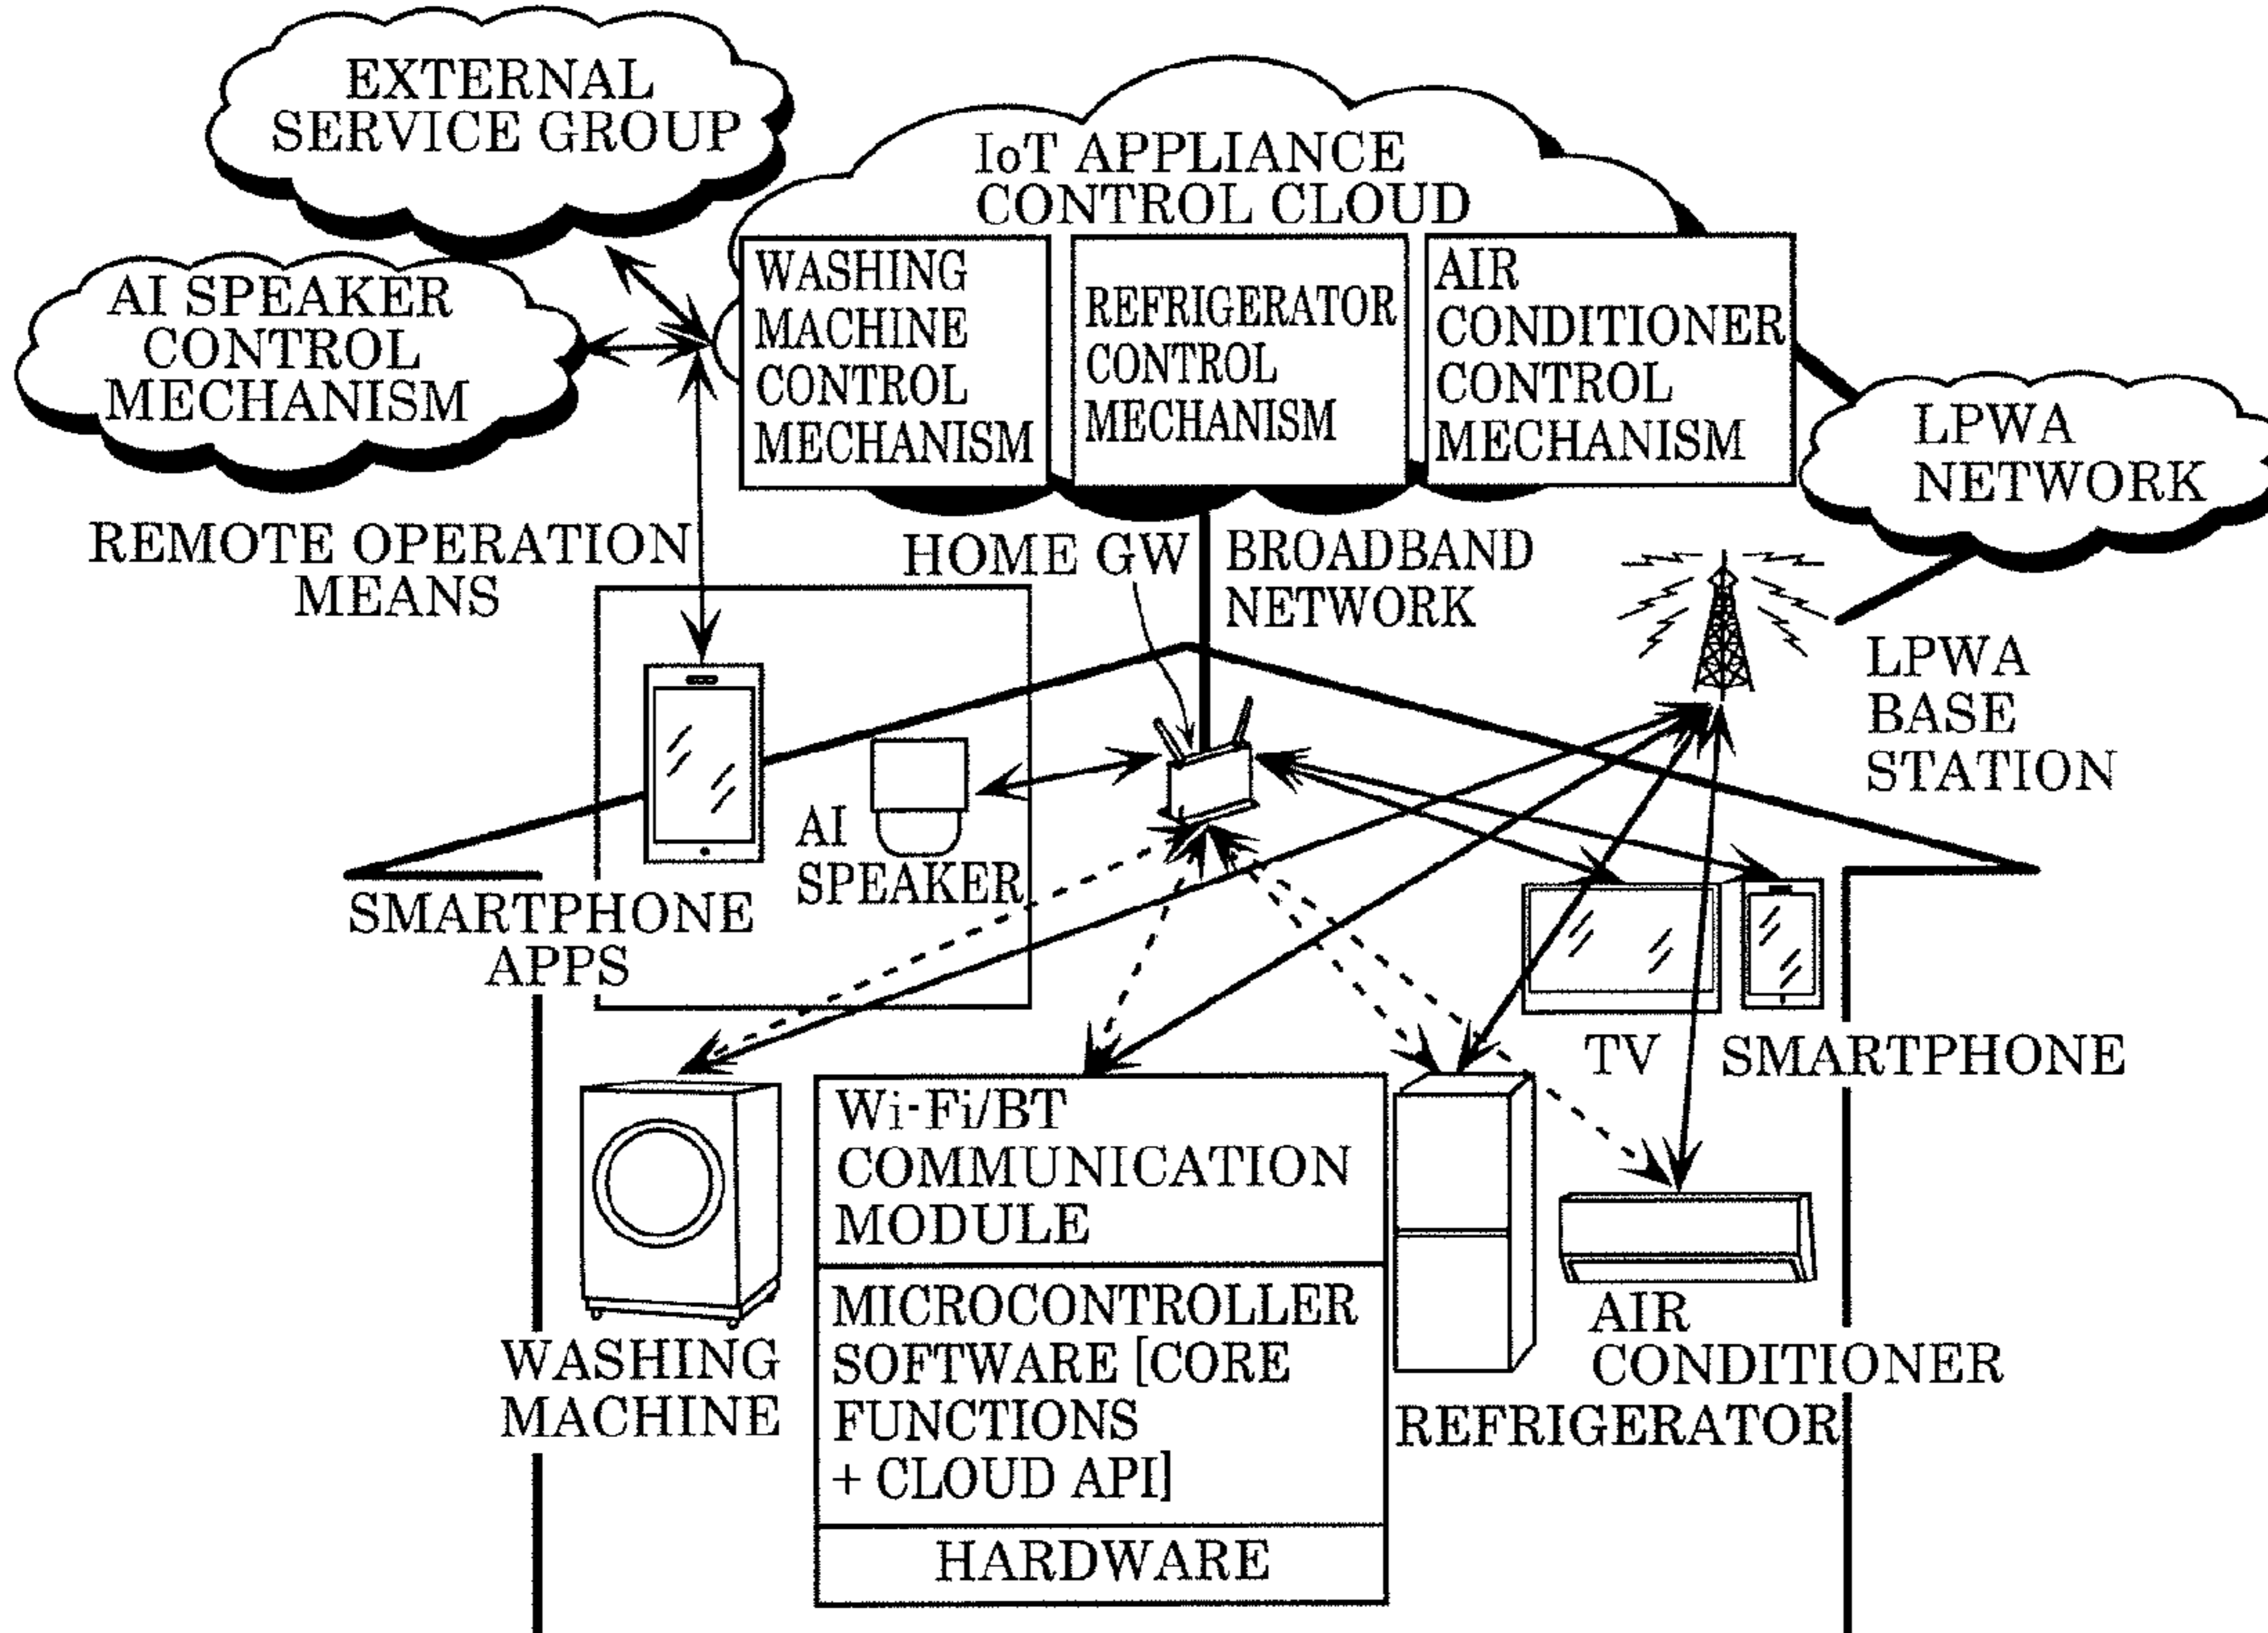 EXTERNAL
SERVICE GROUP
IoT APPLIANCE
CONTROL CLOUD
AI SPEAKER
CONTROL
MECHANISM
WASHING
MACHINE
CONTROL
MECHANISM
REFRIGERATOR
CONTROL
MECHANISM
AIR
CONDITIONER
CONTROL
MECHANISM
LPWA
NETWORK
REMOTE OPERATION
MEANS
HOME GW
BROADBAND
NETWORK
LPWA
BASE
STATION
AI
SPEAKER
SMARTPHONE
APPS
TV
SMARTPHONE
Wi-Fi/BT
COMMUNICATION
MODULE
MICROCONTROLLER
SOFTWARE [CORE
FUNCTIONS
+ CLOUD API]
HARDWARE
WASHING
MACHINE
AIR
CONDITIONER
REFRIGERATOR